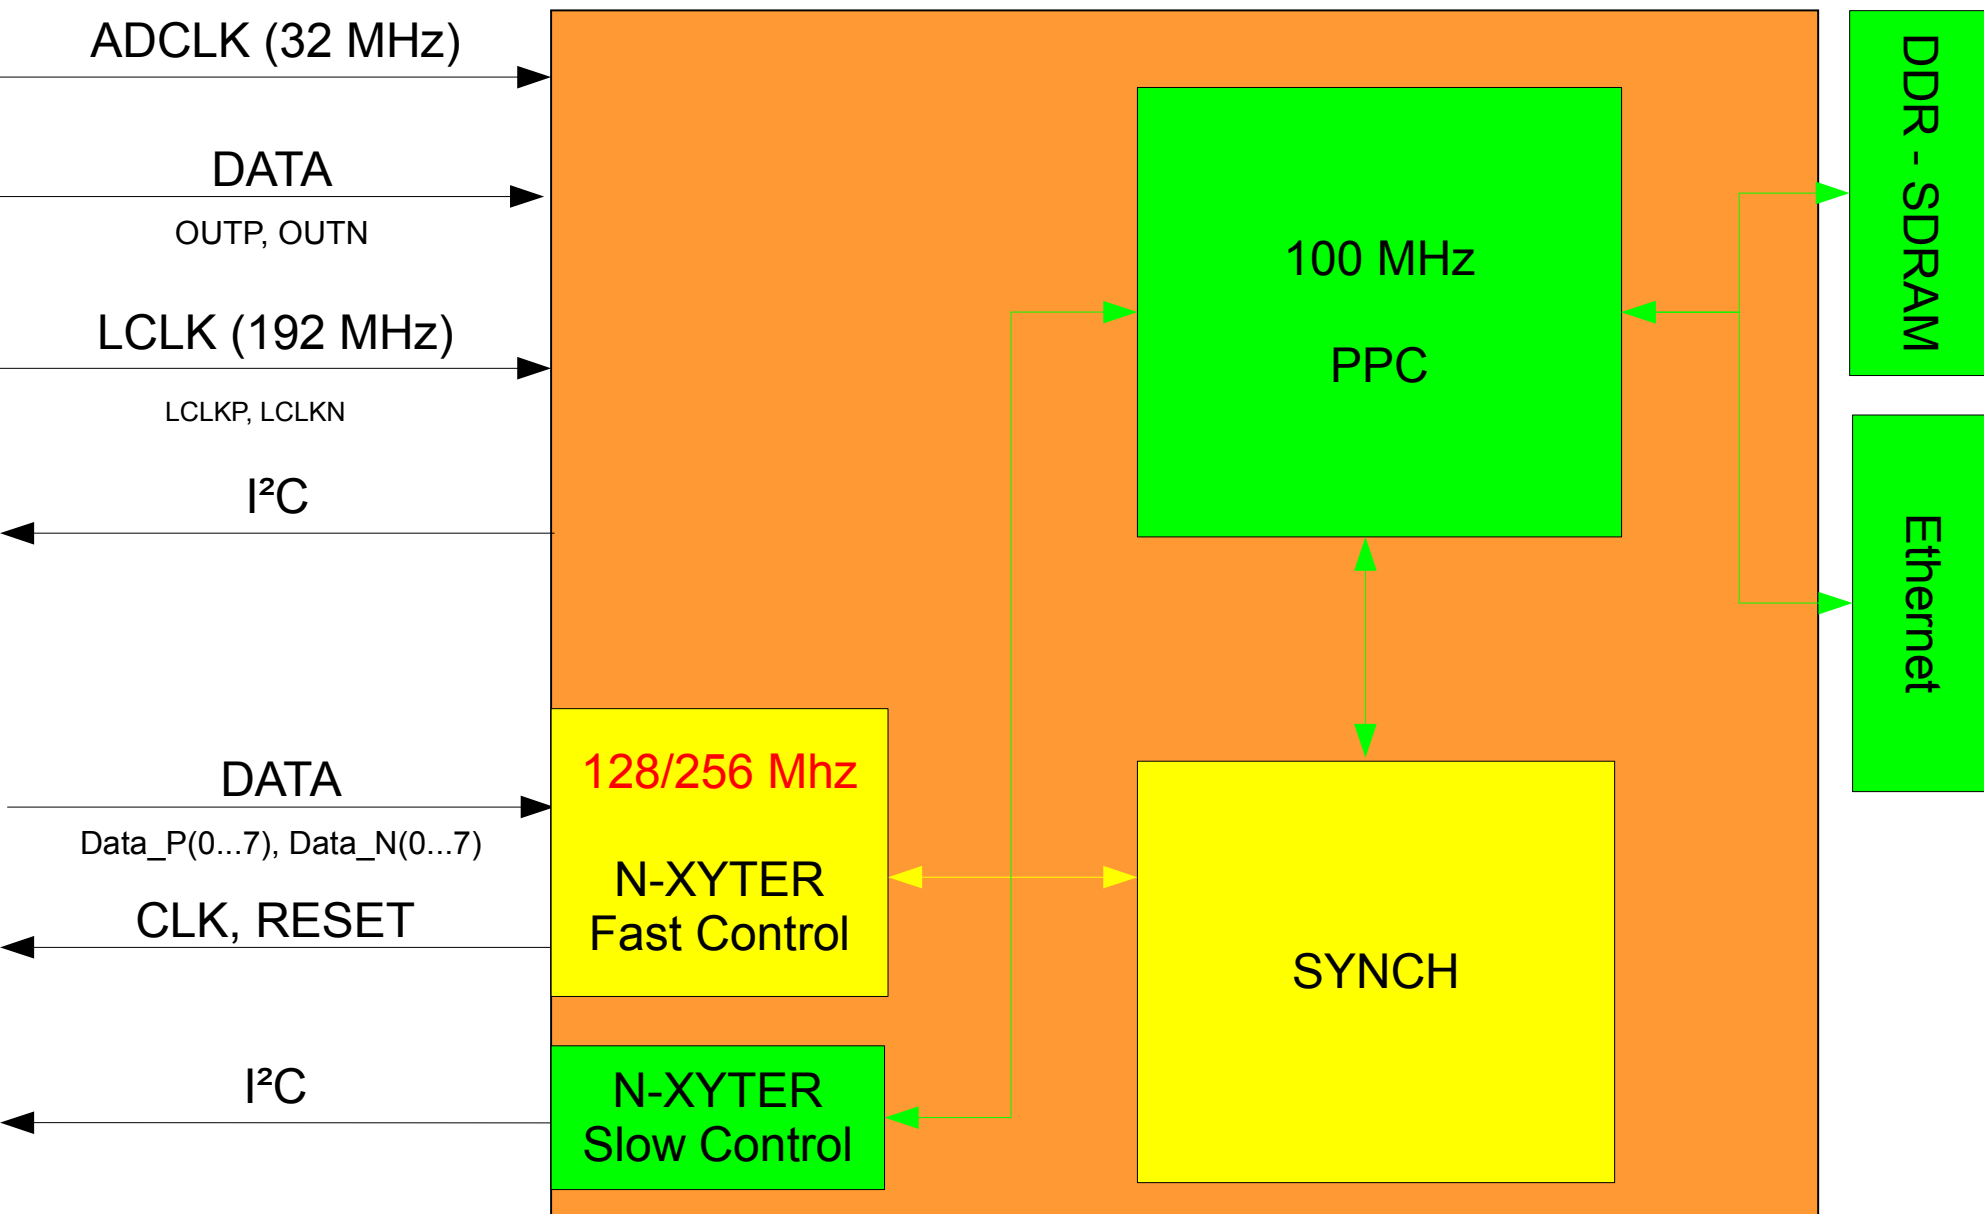 ADCLK (32 MHz)
DATA
OUTP, OUTN
LCLK (192 MHz)
LCLKP, LCLKN
I²C
DATA
Data_P(0...7), Data_N(0...7)
CLK, RESET
I²C
128/256 Mhz
N-XYTER
Fast Control
N-XYTER
Slow Control
100 MHz
PPC
SYNCH
DDR - SDRAM
Ethernet